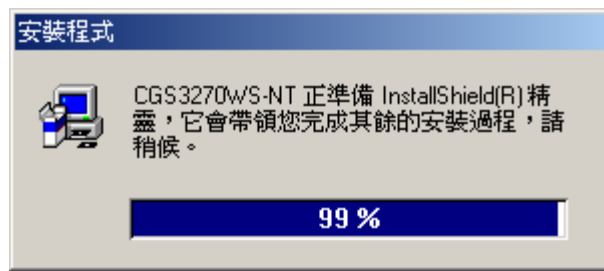 安裝程式
CGS3270WS-NT 正準備 InstallShield(R) 精
靈，它會帶領您完成其餘的安裝過程，請
稍候。
99 %